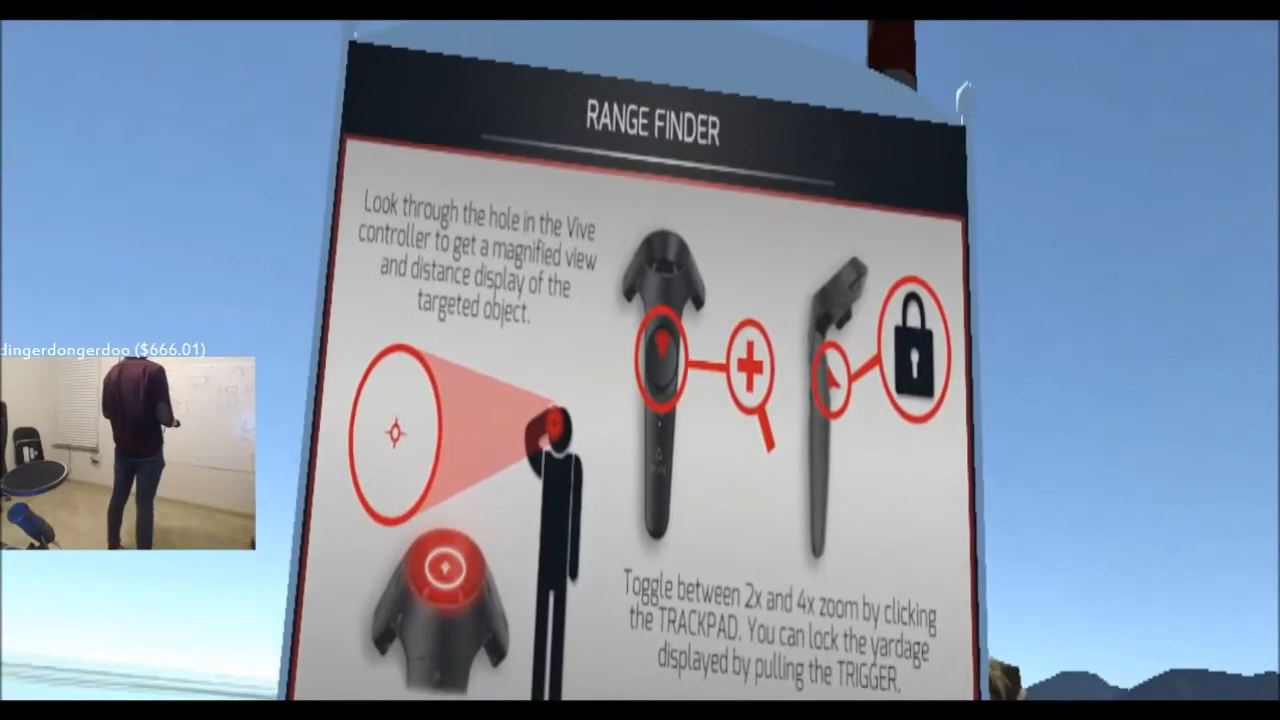 RANGE FINDER
Look through the hole in the Vive
controller to get a magnified view
and distance display of the
targeted object.
dingerdongerdoo ($666.01)
Toggle between 2x and 4x zoom by clicking
the TRACKPAD. You can lock the yardage
displayed by pulling the TRIGGER.